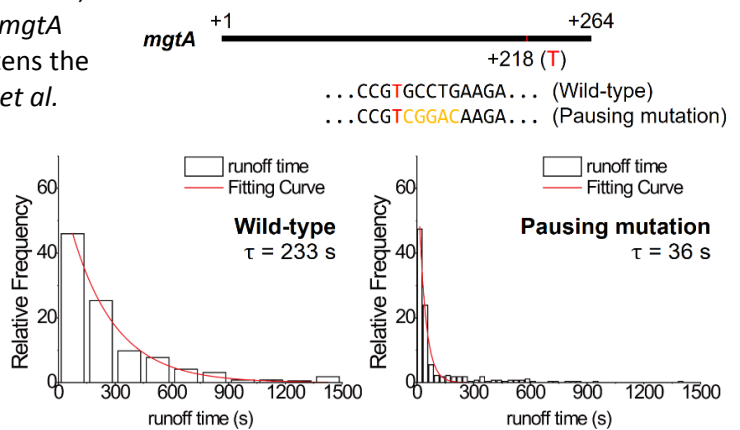 mgtA
tens the
et al.
+1 +264
mgtA
+218 (T)
...CCGTGCCTGAAGA... (Wild-type)
...CCGTCGGACAAGA... (Pausing mutation)
runoff time
Fitting Curve
Wild-type
τ = 233 s
Relative Frequency
60
40
20
0
0 300 600 900 1200 1500
runoff time (s)
runoff time
Fitting Curve
Pausing mutation
τ = 36 s
Relative Frequency
60
40
20
0
0 300 600 900 1200 1500
runoff time (s)